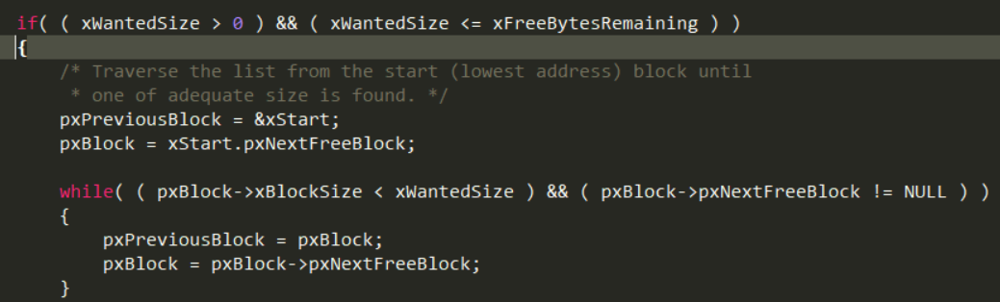 if( ( xWantedSize > 0 ) && ( xWantedSize <= xFreeBytesRemaining ) )
{
    /* Traverse the list from the start (lowest address) block until
     * one of adequate size is found. */
    pxPreviousBlock = &xStart;
    pxBlock = xStart.pxNextFreeBlock;

    while( ( pxBlock->xBlockSize < xWantedSize ) && ( pxBlock->pxNextFreeBlock != NULL ) )
    {
        pxPreviousBlock = pxBlock;
        pxBlock = pxBlock->pxNextFreeBlock;
    }